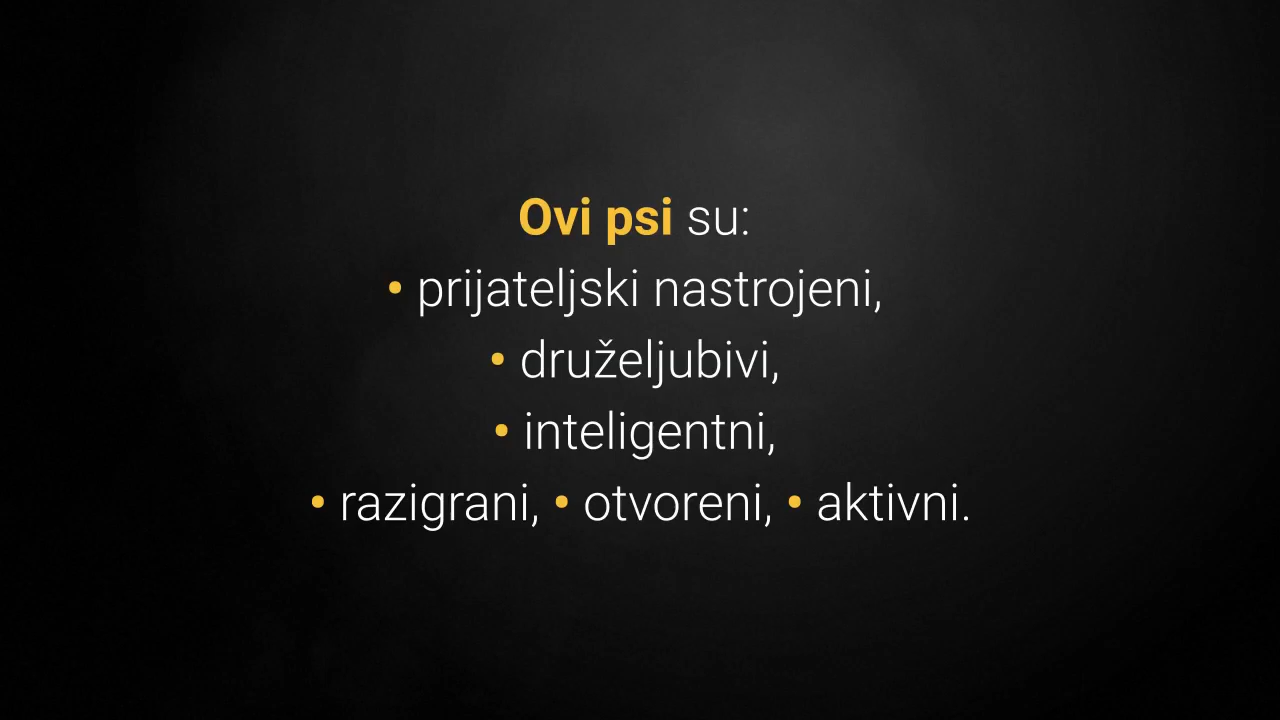 Ovi psi su:
• prijateljski nastrojeni,
• druželjubivi,
• inteligentni,
• razigrani, • otvoreni, • aktivni.